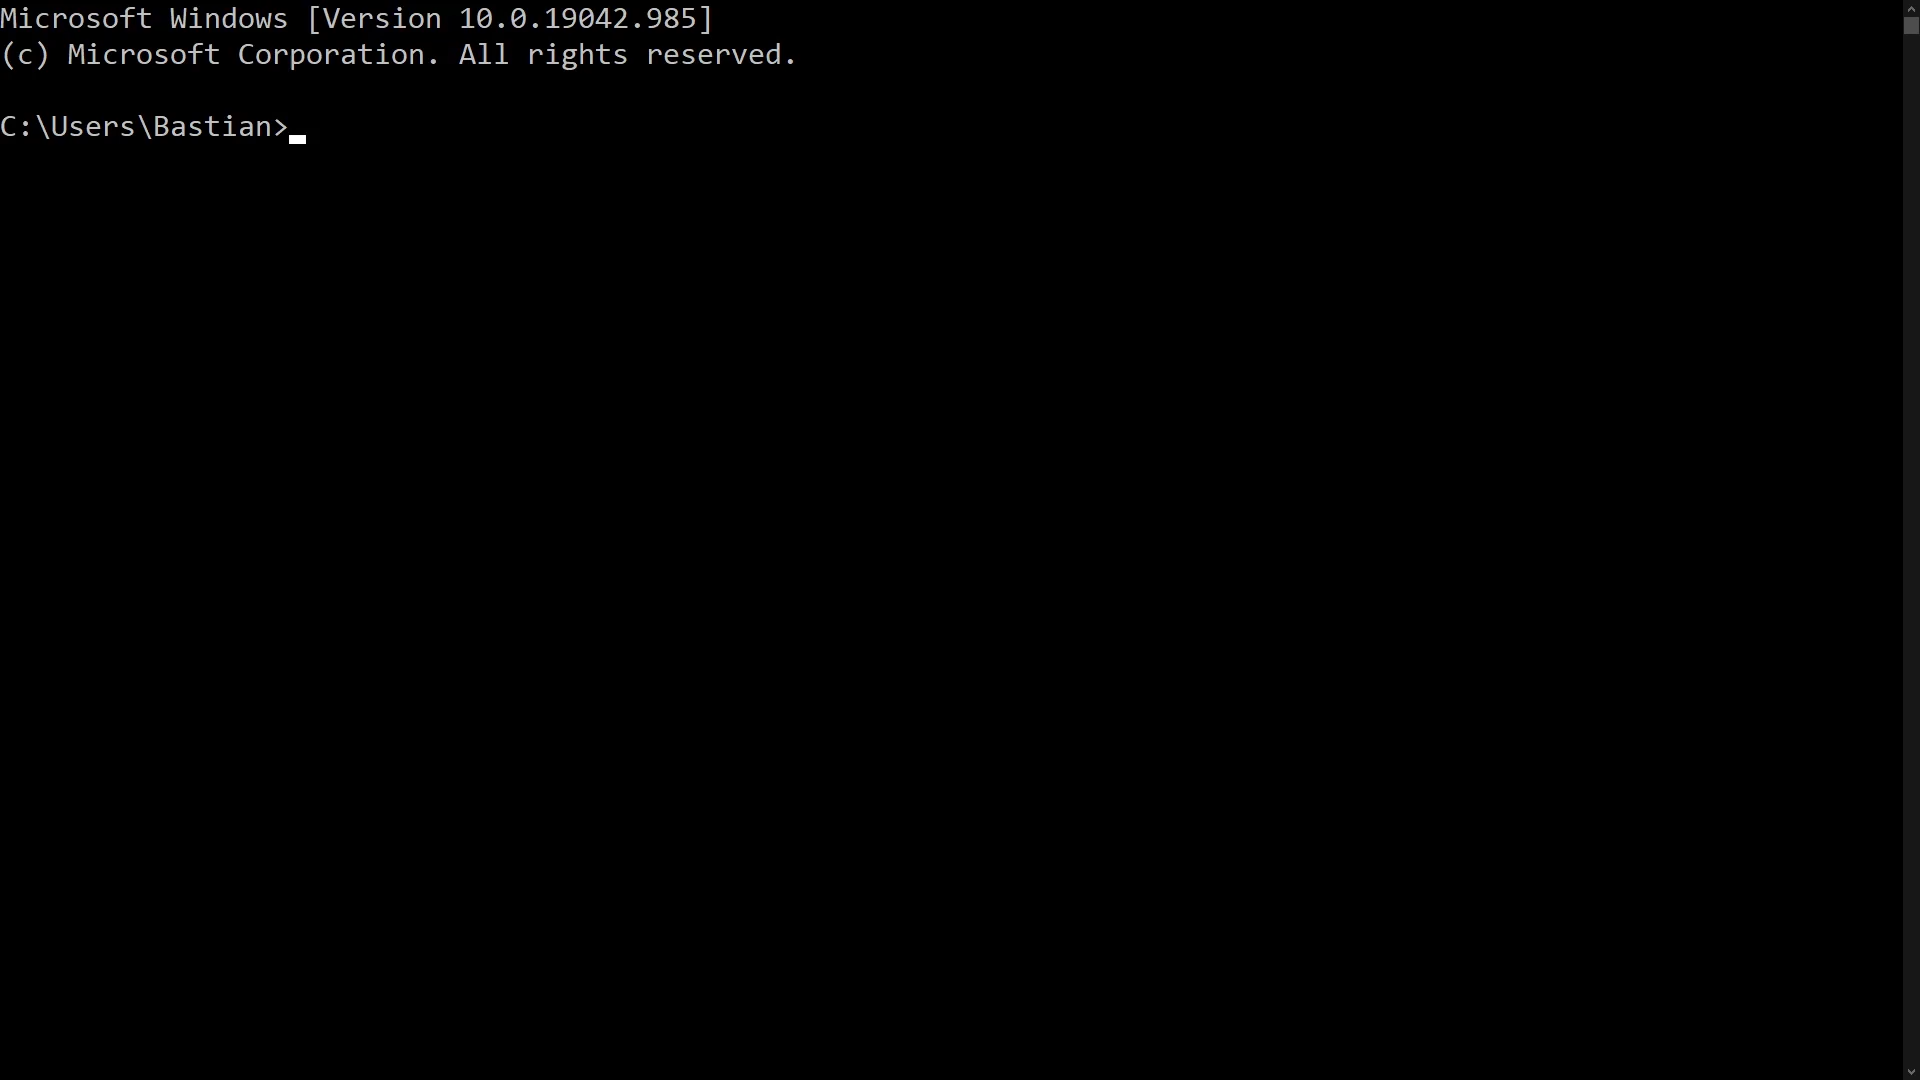 Microsoft Windows [Version 10.0.19042.985]
(c) Microsoft Corporation. All rights reserved.
C:\Users\Bastian>